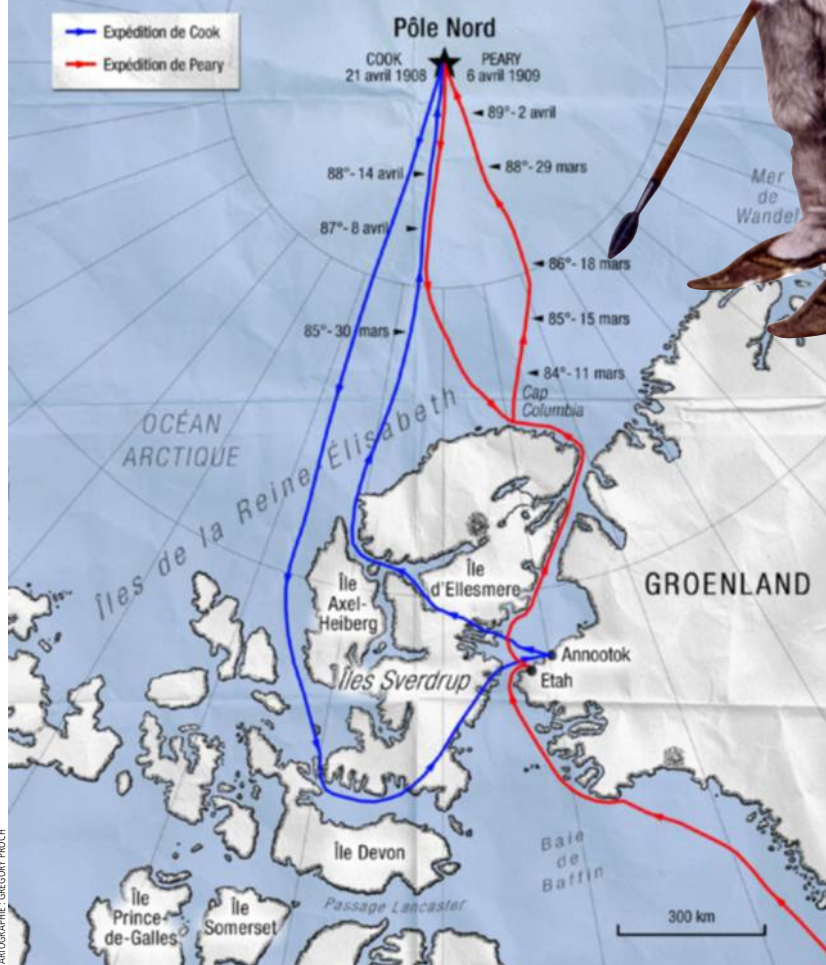 Expédition de Cook
Expédition de Peary
Pôle Nord
COOK
21 avril 1908
PEARY
6 avril 1909
89°- 2 avril
88°- 14 avril
88°- 29 mars
87°- 8 avril
86°- 18 mars
85°- 15 mars
85°- 30 mars
84°- 11 mars
Cap
Columbia
Mer
de
Wandel
OCÉAN
ARCTIQUE
Îles de la Reine Élisabeth
Île
Axel-
Heiberg
Île
d'Ellesmere
GROENLAND
Annootok
Etah
Îles Sverdrup
Île Devon
Baie
de
Baffin
Île
Prince-
de-Galles
Île
Somerset
Passage Lancaster
300 km